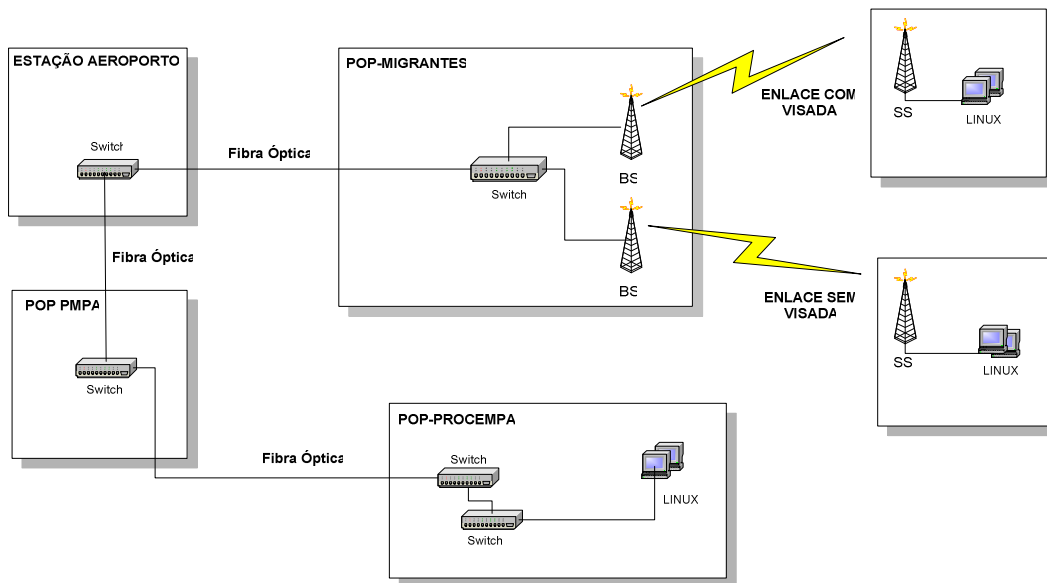 ESTAÇÃO AEROPORTO
Switch
Fibra Óptica
POP-MIGRANTES
Switch
BS
BS
ENLACE COM
VISADA
SS
LINUX
ENLACE SEM
VISADA
SS
LINUX
Fibra Óptica
POP PMPA
Switch
Fibra Óptica
POP-PROCEMPA
Switch
Switch
LINUX